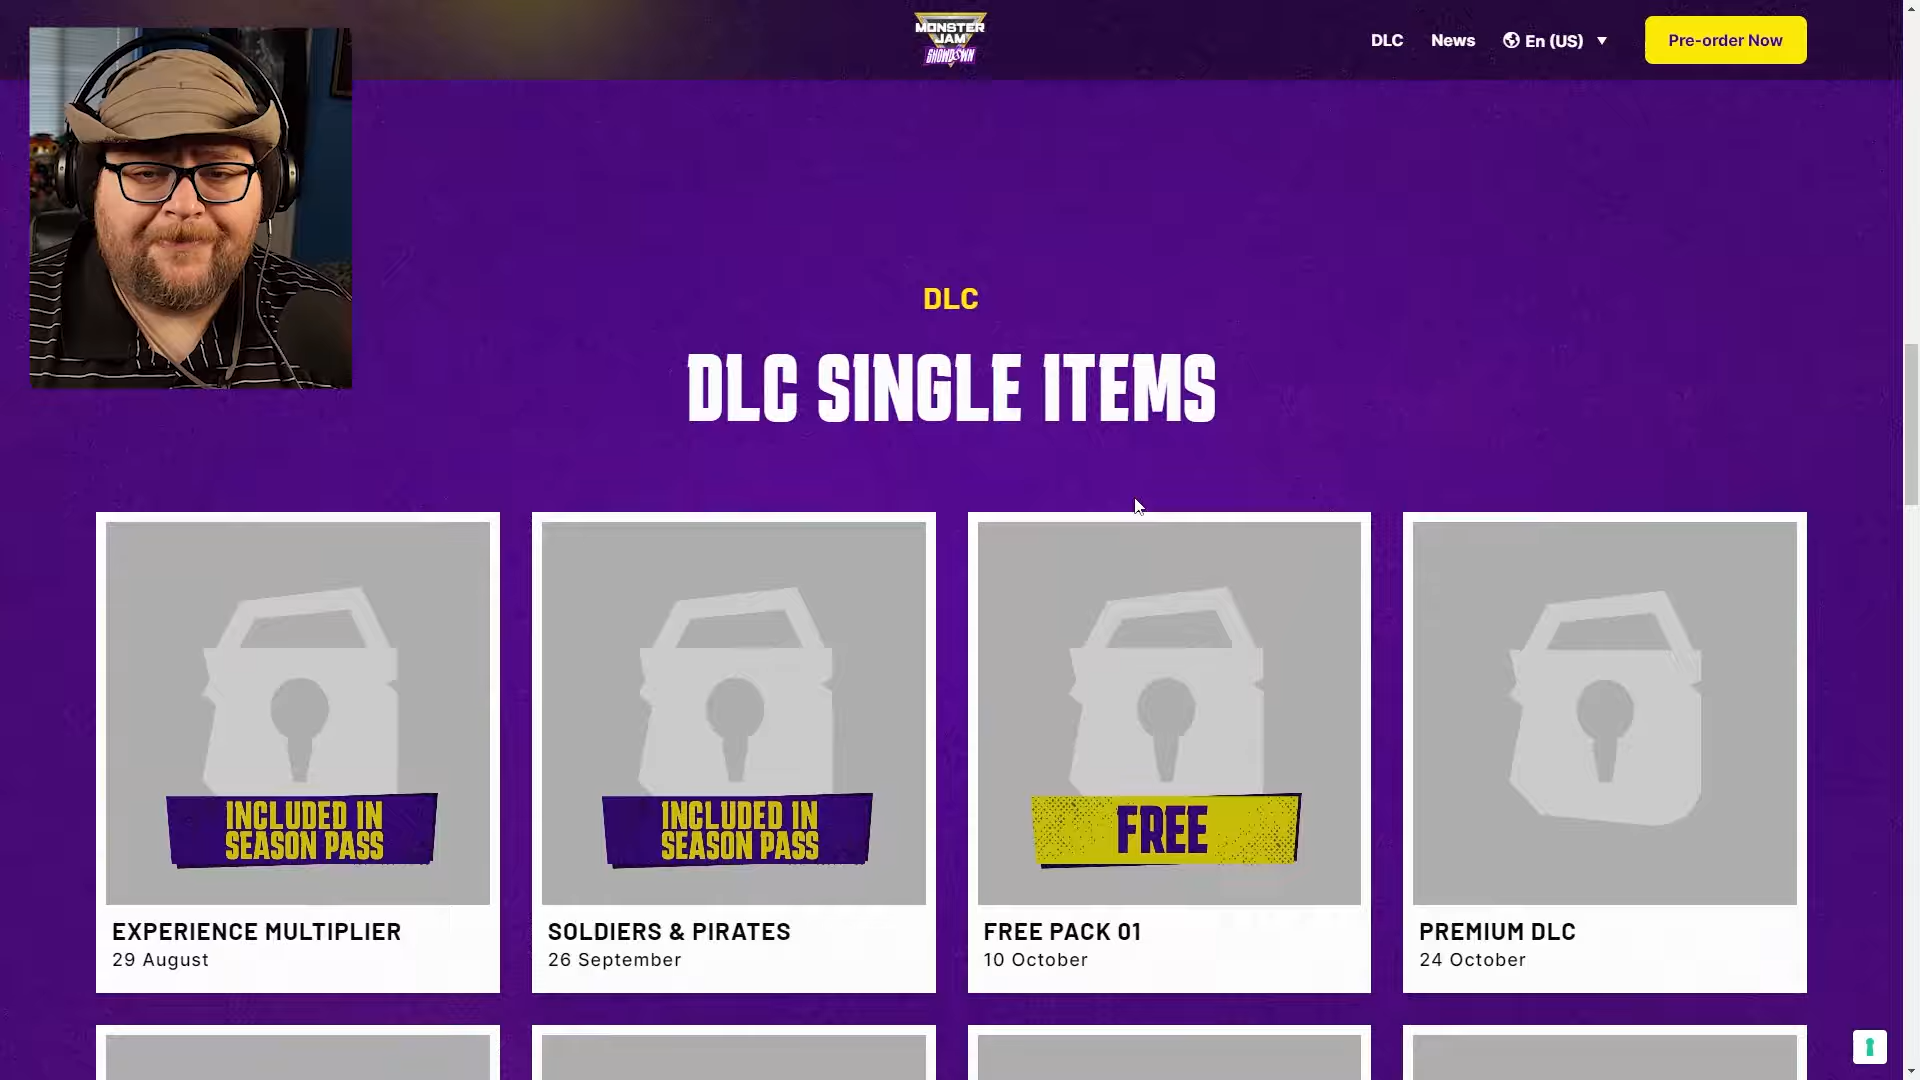 MONSTER
JAM
SHOWDOWN
DLC
News
En (US)
Pre-order Now
DLC
DLC SINGLE ITEMS
INCLUDED IN
SEASON PASS
EXPERIENCE MULTIPLIER
29 August
INCLUDED IN
SEASON PASS
SOLDIERS & PIRATES
26 September
FREE
FREE PACK 01
10 October
PREMIUM DLC
24 October